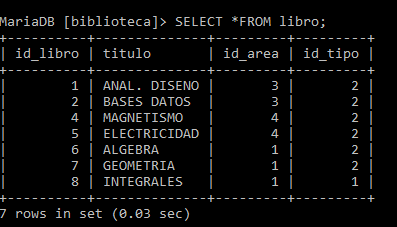 MariaDB [biblioteca]> SELECT *FROM libro;
+----------+--------------+---------+---------+
| id_libro | titulo | id_area | id_tipo |
+----------+--------------+---------+---------+
| 1 | ANAL. DISENO | 3 | 2 |
| 2 | BASES DATOS | 3 | 2 |
| 4 | MAGNETISMO | 4 | 2 |
| 5 | ELECTRICIDAD | 4 | 2 |
| 6 | ALGEBRA | 1 | 2 |
| 7 | GEOMETRIA | 1 | 2 |
| 8 | INTEGRALES | 1 | 1 |
+----------+--------------+---------+---------+
7 rows in set (0.03 sec)